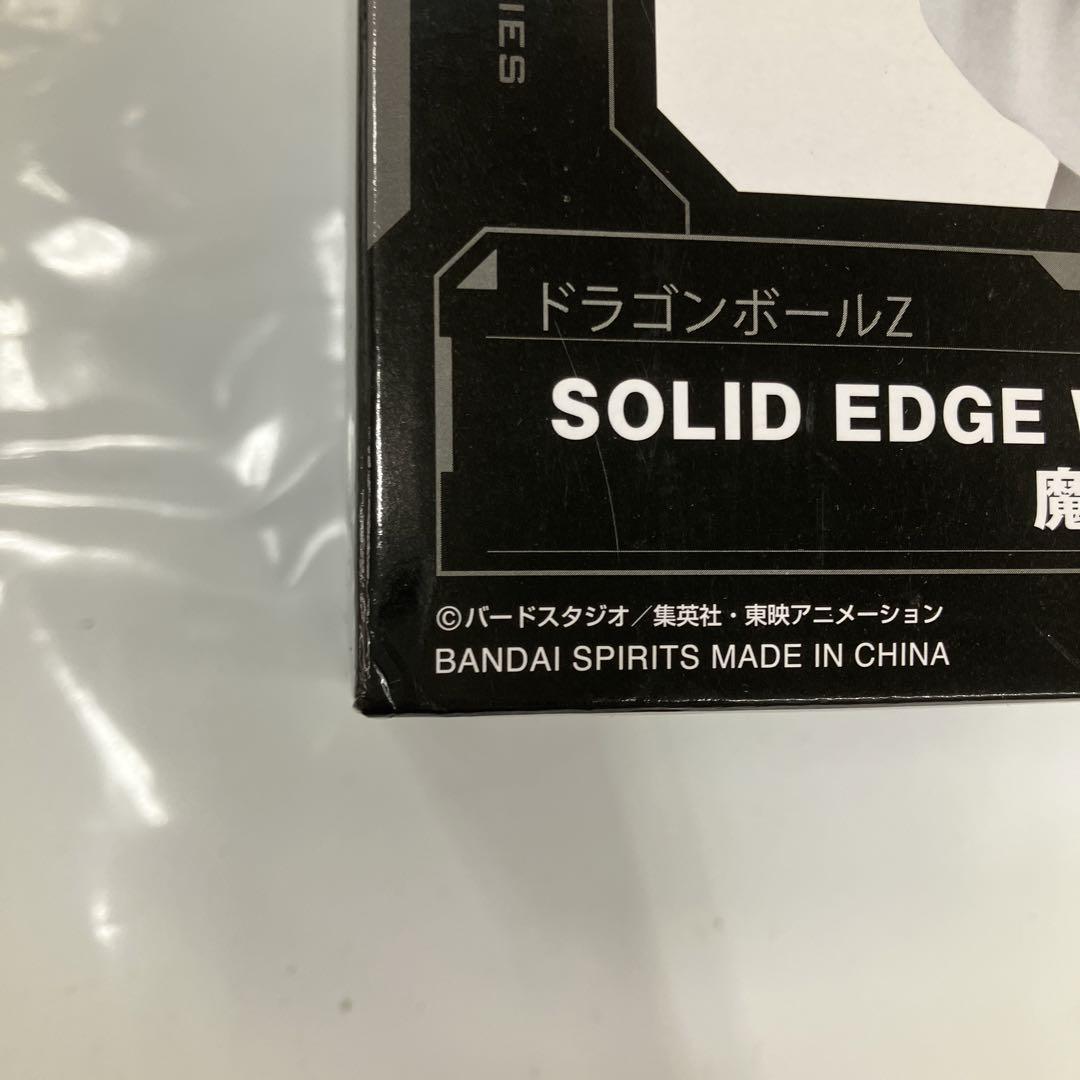 IES
ドラゴンボールZ
SOLID EDGE
魔
©バードスタジオ／集英社・東映アニメーション
BANDAI SPIRITS MADE IN CHINA